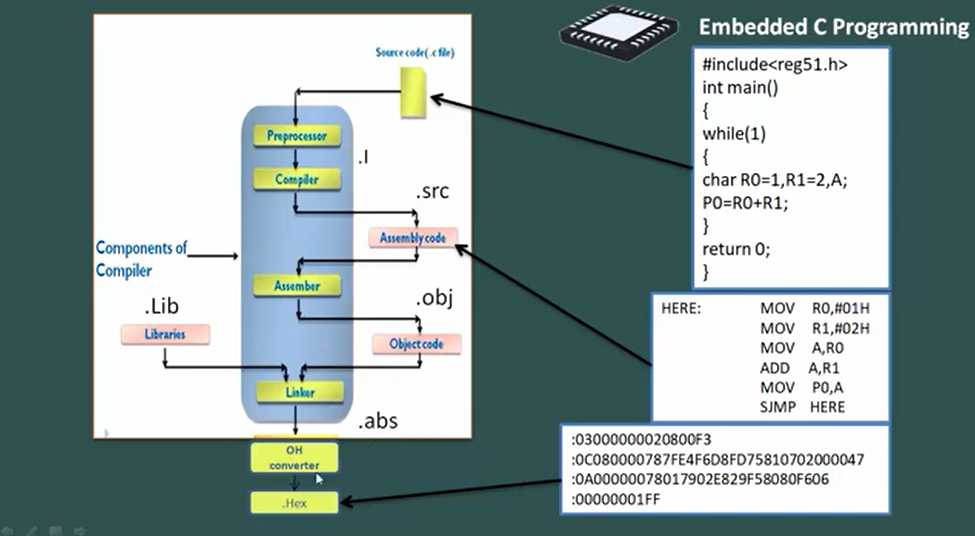 Embedded C Programming
Source code( .c file)
Preprocessor
.I
Compiler
.src
Assembly code
Components of
Compiler
Assember
.obj
.Lib
Libraries
Object code
Linker
.abs
OH
converter
.Hex
#include<reg51.h>
int main()
{
while(1)
{
char R0=1,R1=2,A;
P0=R0+R1;
}
return 0;
}
HERE: MOV R0,#01H
MOV R1,#02H
MOV A,R0
ADD A,R1
MOV P0,A
SJMP HERE
:03000000020800F3
:0C080000787FE4F6D8FD75810702000047
:0A00000078017902E829F58080F606
:00000001FF